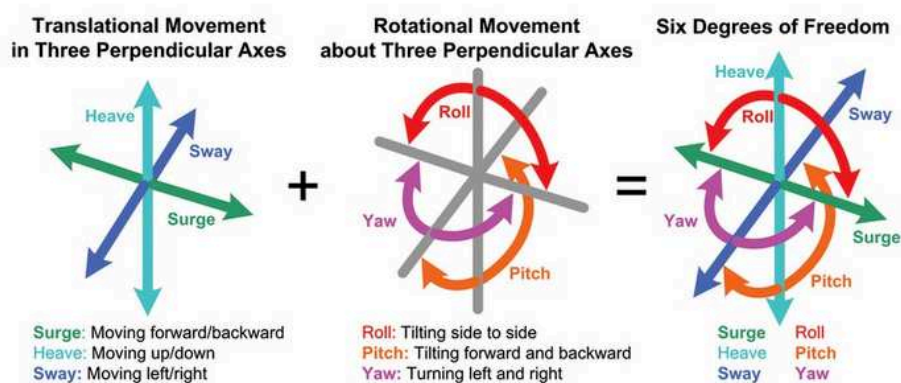 Translational Movement
in Three Perpendicular Axes
Heave
Sway
Surge
Surge: Moving forward/backward
Heave: Moving up/down
Sway: Moving left/right
+
Rotational Movement
about Three Perpendicular Axes
Roll
Yaw
Pitch
Roll: Tilting side to side
Pitch: Tilting forward and backward
Yaw: Turning left and right
=
Six Degrees of Freedom
Heave
Roll
Sway
Yaw
Surge
Pitch
Surge Roll
Heave Pitch
Sway Yaw